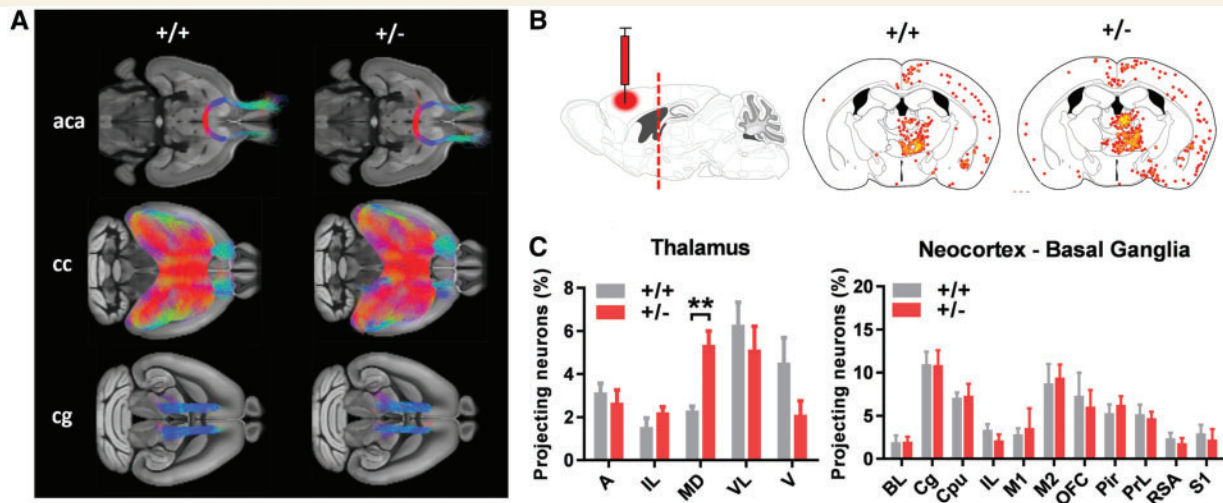 A
+/+
+/-
aca
cc
cg
B
+/+
+/-
C
Thalamus
Projecting neurons (%)
8
6
4
2
0
+/+
+/-
**
A
IL
MD
VL
V
Neocortex - Basal Ganglia
Projecting neurons (%)
20
15
10
5
0
+/+
+/-
BL
Cg
Cpu
IL
M1
M2
OFC
Pir
PrL
RSA
S1